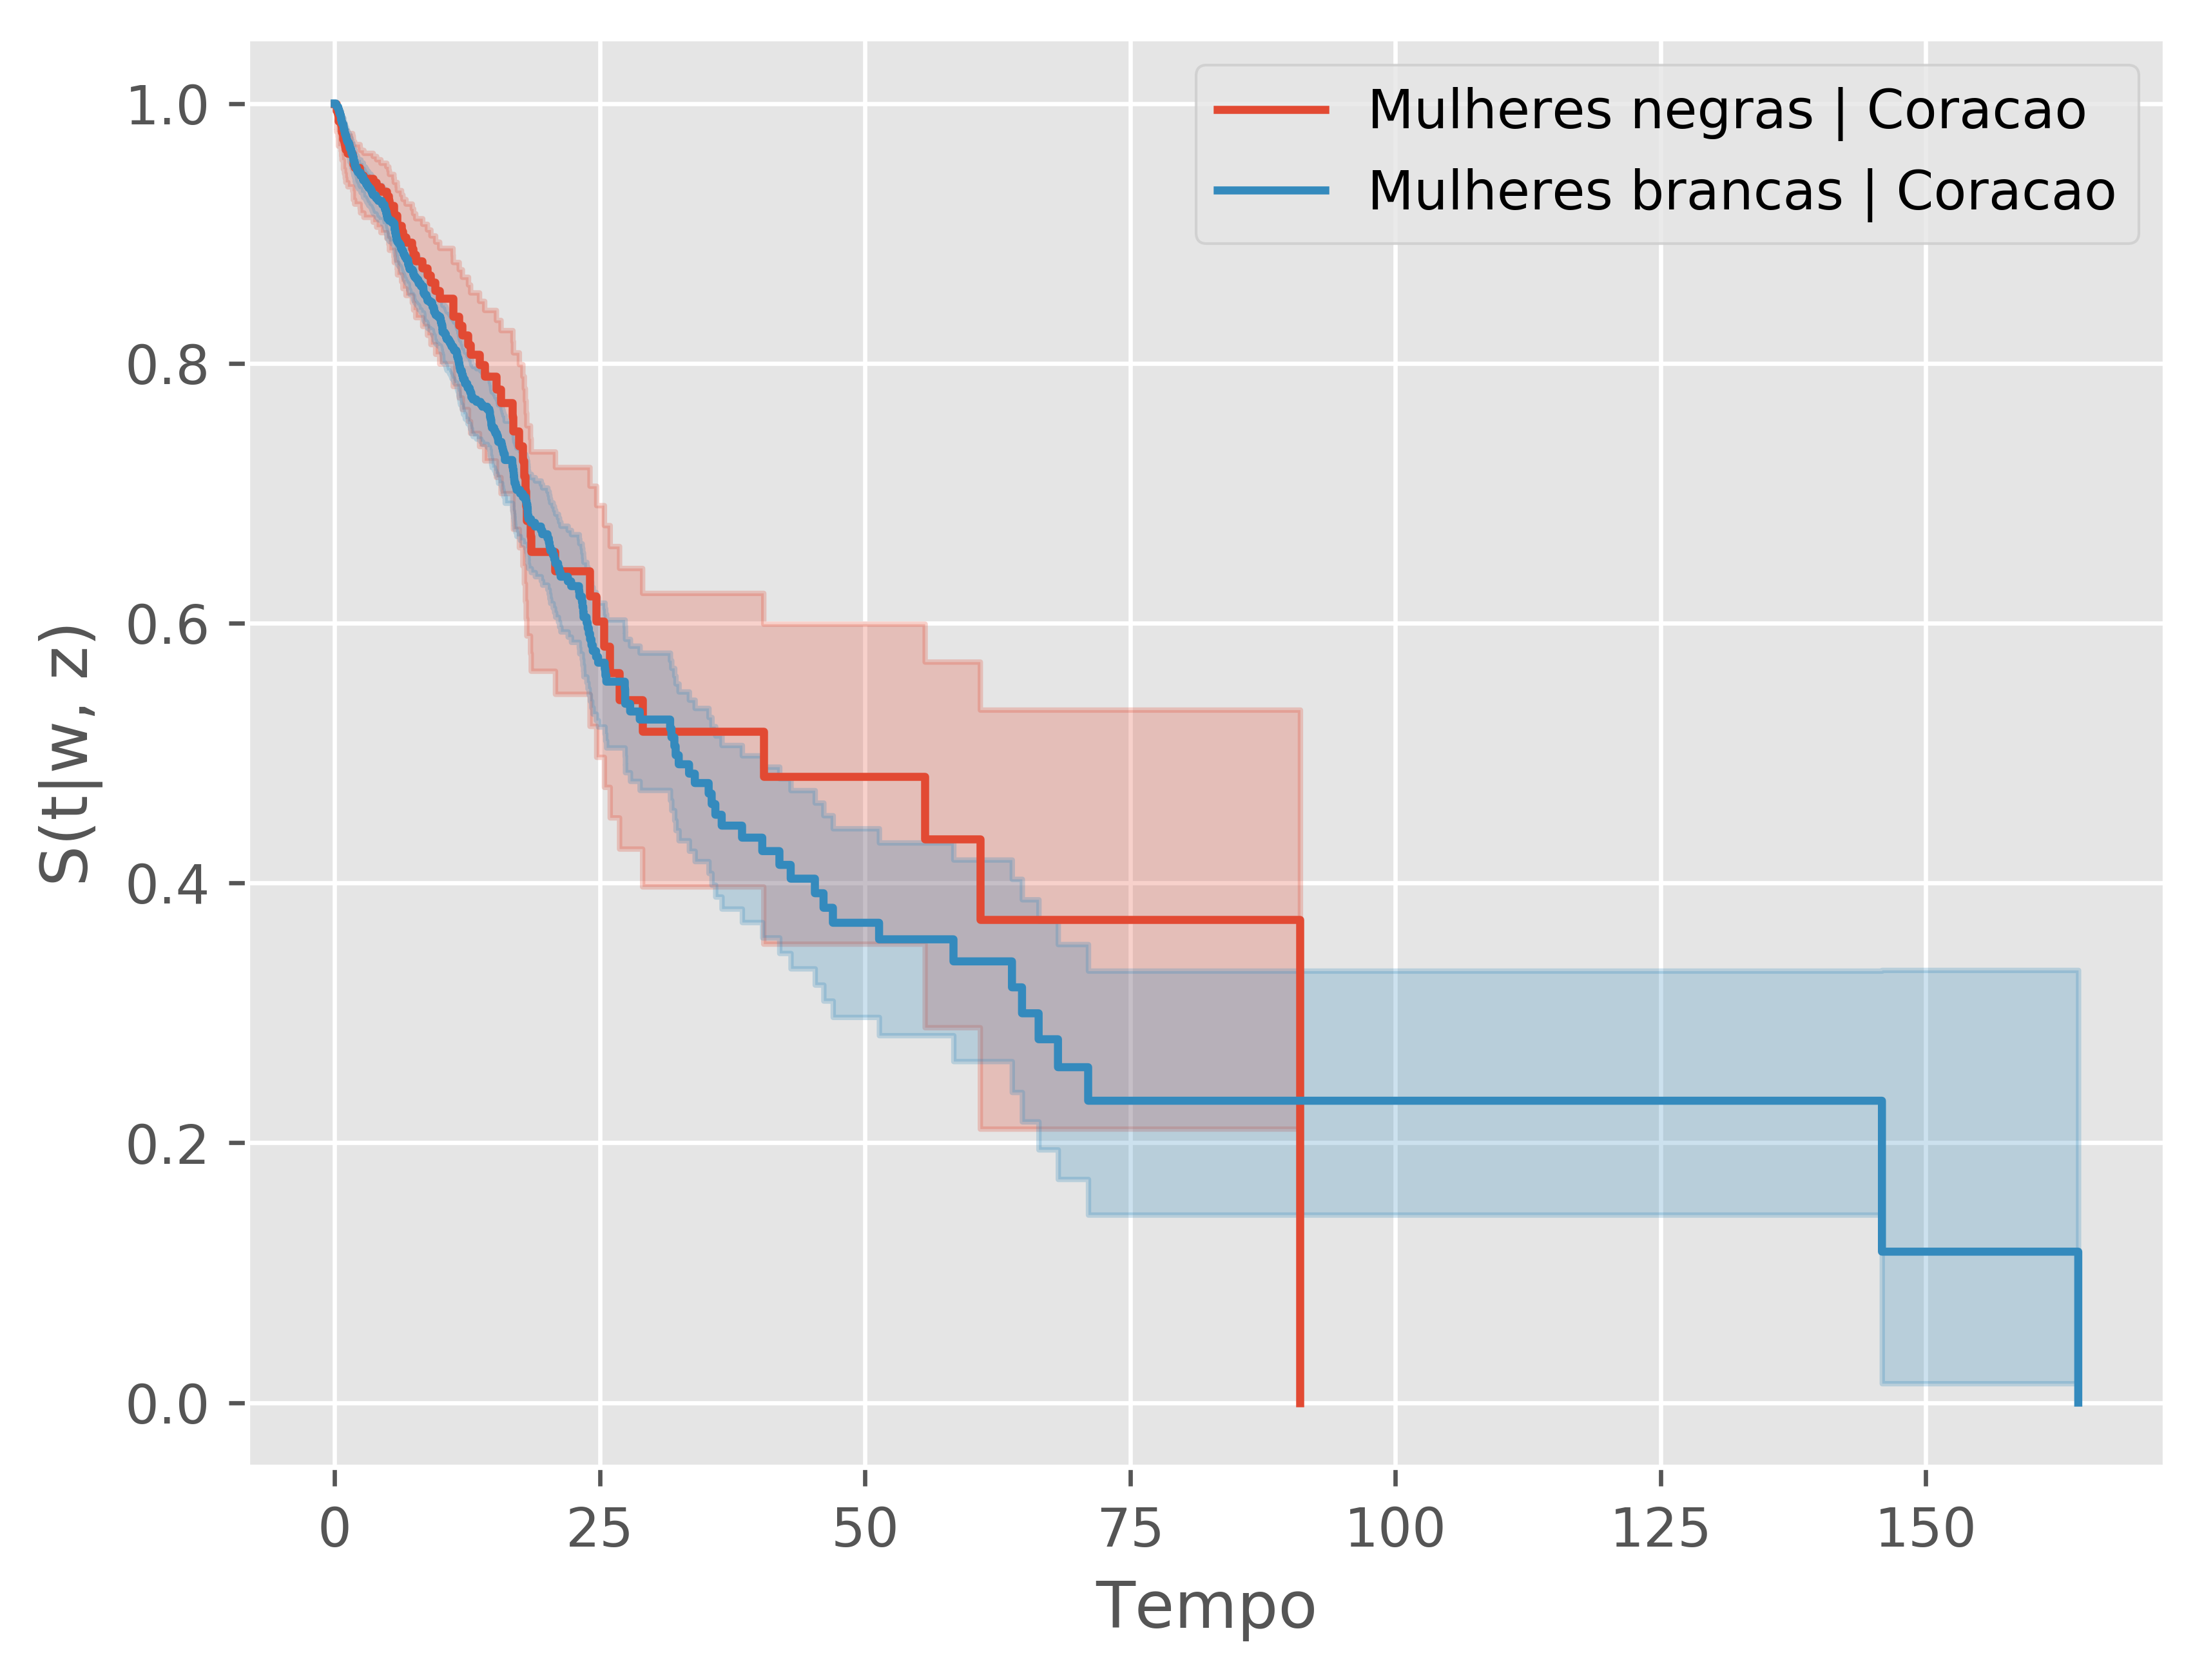 Mulheres negras | Coracao
Mulheres brancas | Coracao
S(t|w, z)
1.0
0.8
0.6
0.4
0.2
0.0
0 25 50 75 100 125 150
Tempo